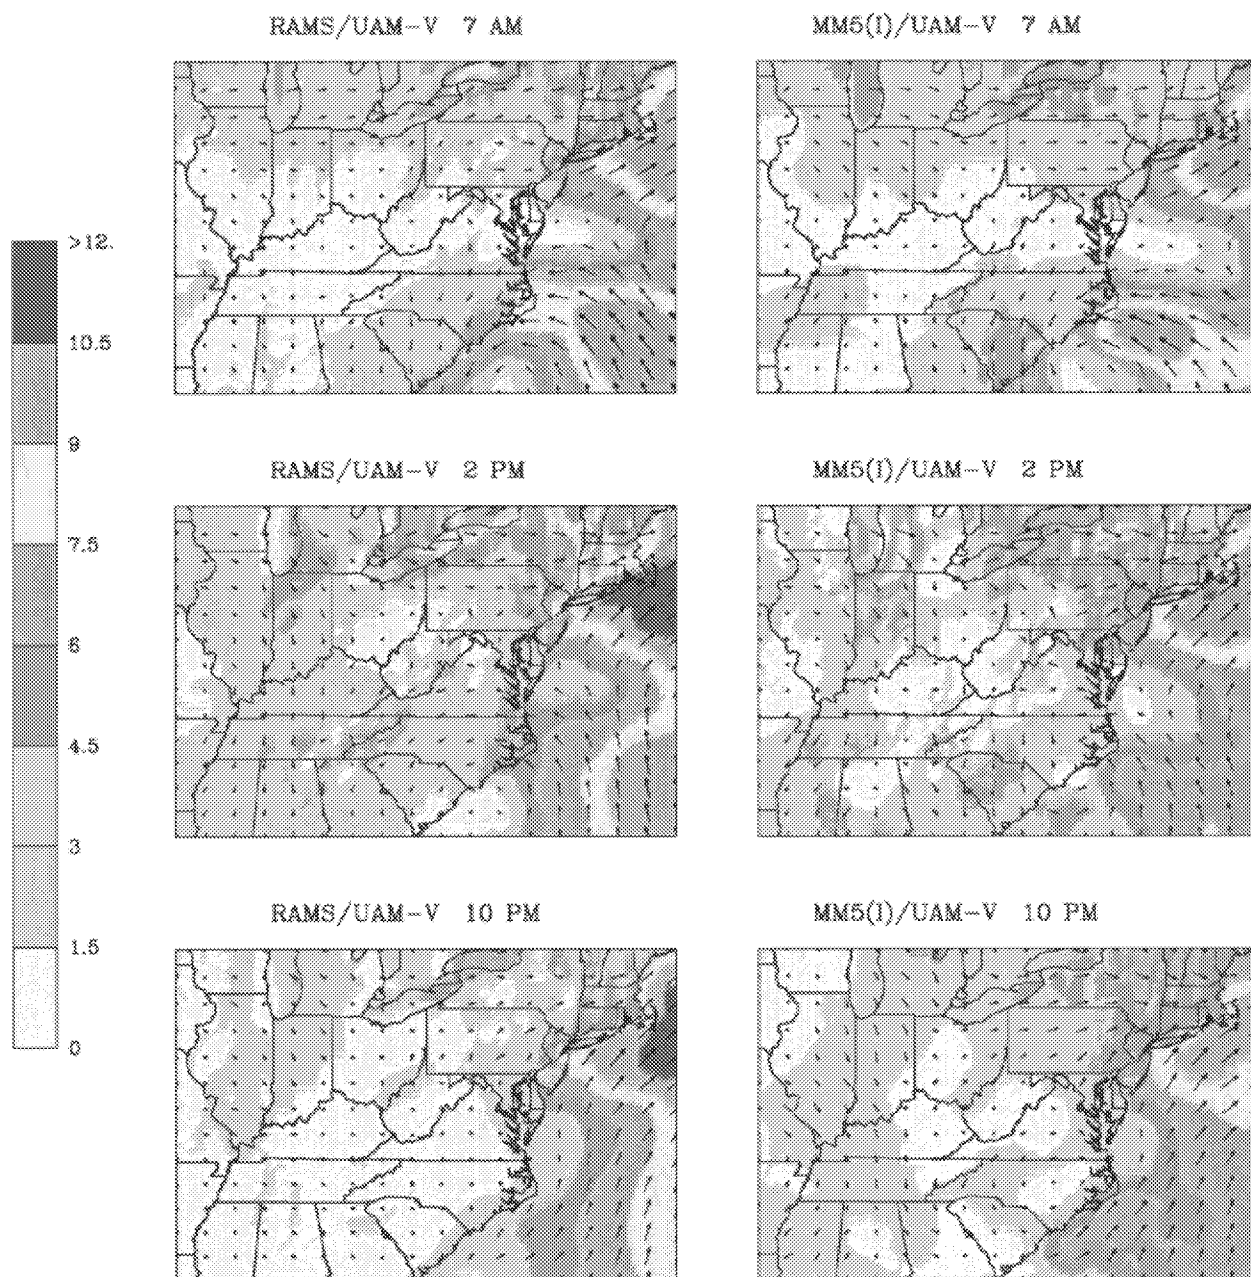 RAMS/UAM-V 7 AM
MM5(I)/UAM-V 7 AM
>12.
10.5
9
7.5
6
4.5
3
1.5
0
RAMS/UAM-V 2 PM
MM5(I)/UAM-V 2 PM
RAMS/UAM-V 10 PM
MM5(I)/UAM-V 10 PM